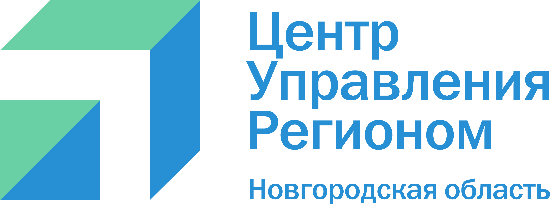 Центр
Управления
Регионом
Новгородская область